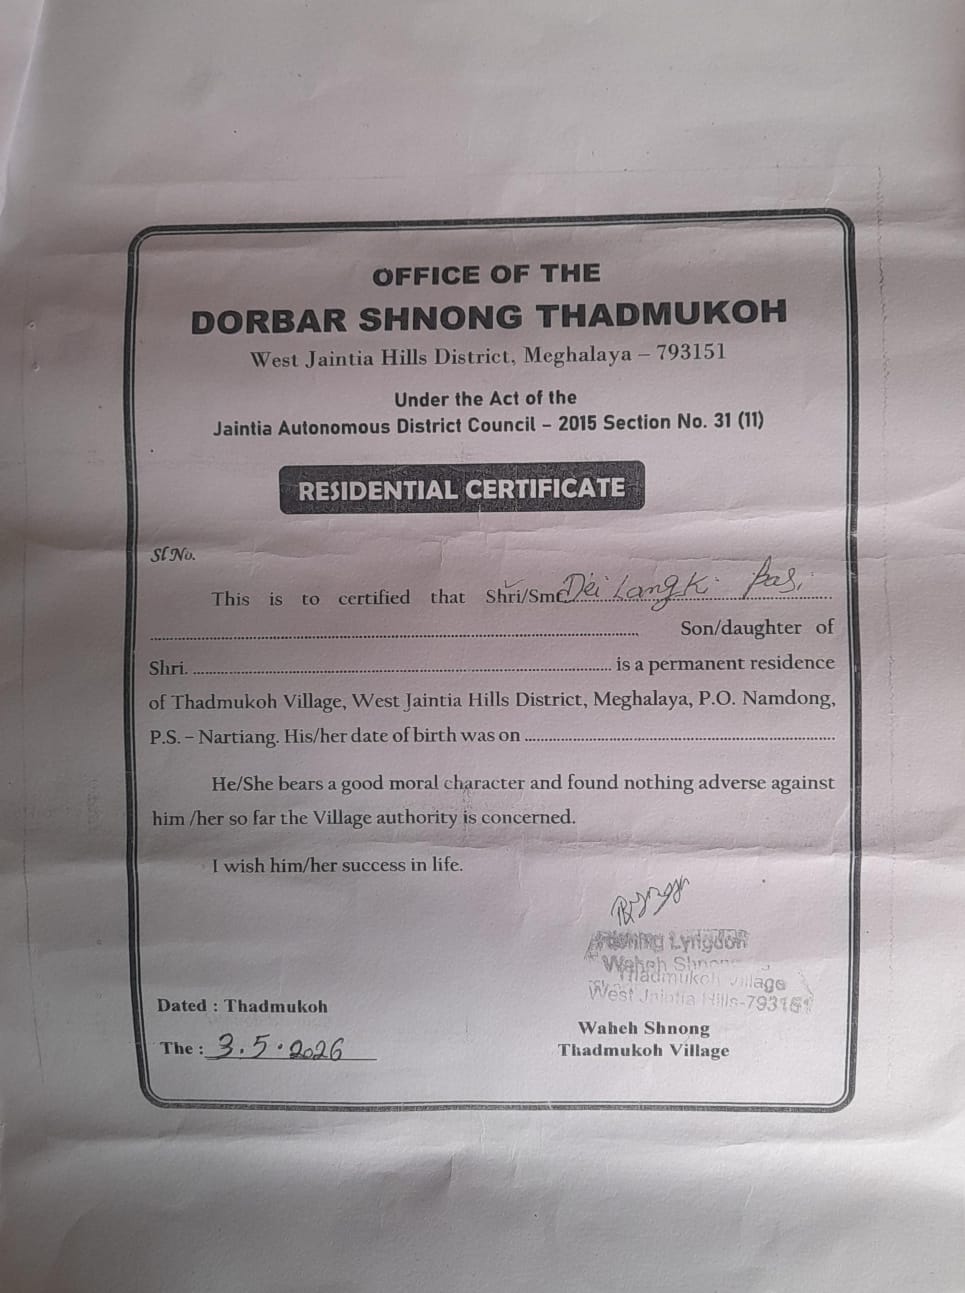 OFFICE OF THE
DORBAR SHNONG THADMUKOH
West Jaintia Hills District, Meghalaya – 793151
Under the Act of the
Jaintia Autonomous District Council – 2015 Section No. 31 (11)
RESIDENTIAL CERTIFICATE
Sl No.
This is to certified that Shri/Smt Dei Langki Pas.
Son/daughter of
Shri. is a permanent residence
of Thadmukoh Village, West Jaintia Hills District, Meghalaya, P.O. Namdong,
P.S. – Nartiang. His/her date of birth was on
He/She bears a good moral character and found nothing adverse against
him /her so far the Village authority is concerned.
I wish him/her success in life.
Lyngdoh
Waheh Shnong
Thadmukoh Village
West Jaintia Hills-793151
Dated : Thadmukoh
The : 3.5.2026
Waheh Shnong
Thadmukoh Village